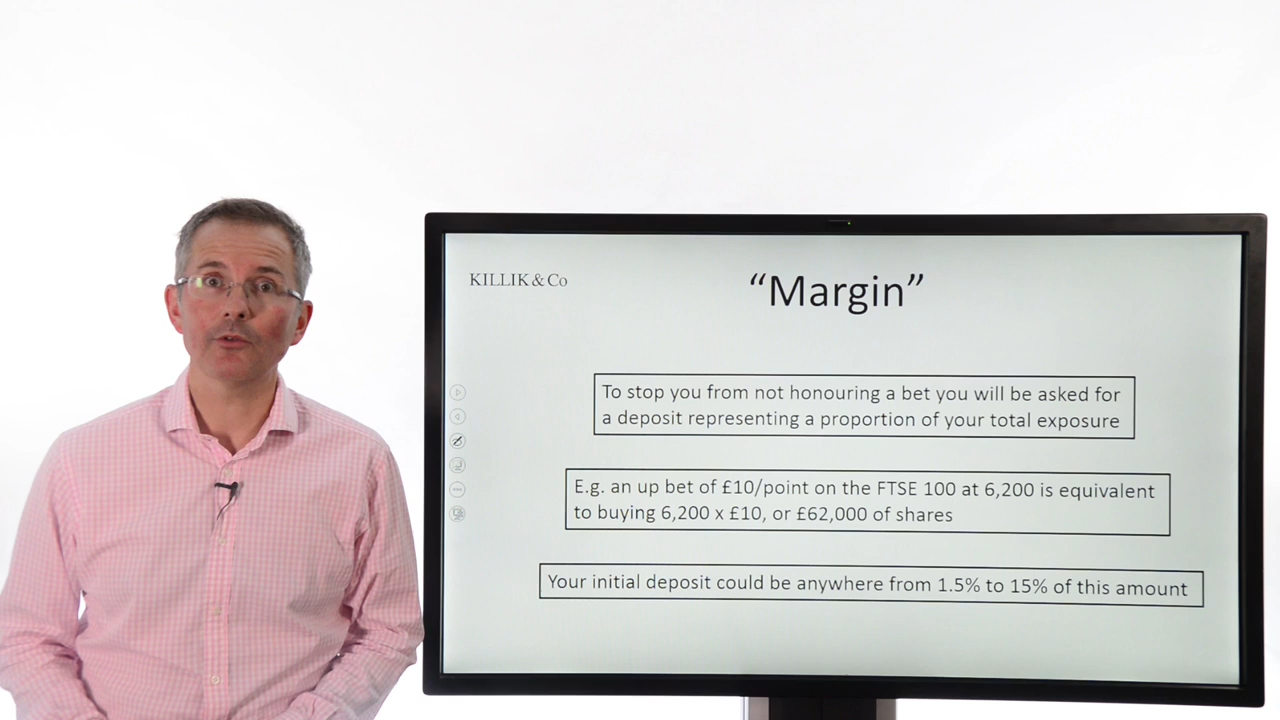 KILLIK & Co
“Margin”
To stop you from not honouring a bet you will be asked for
a deposit representing a proportion of your total exposure
E.g. an up bet of £10/point on the FTSE 100 at 6,200 is equivalent
to buying 6,200 x £10, or £62,000 of shares
Your initial deposit could be anywhere from 1.5% to 15% of this amount